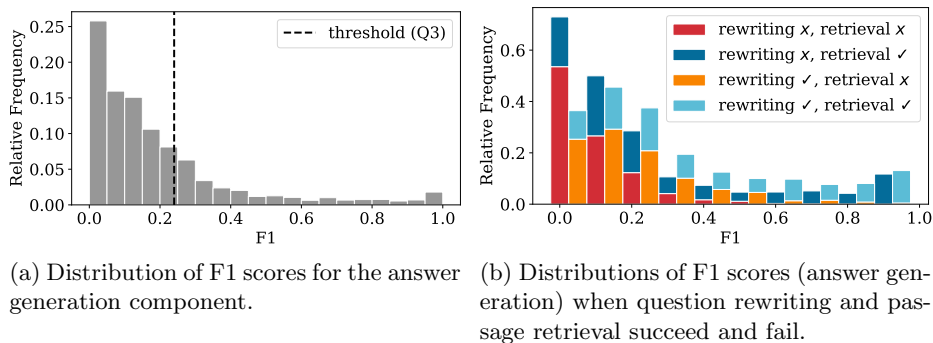 threshold (Q3)
Relative Frequency
0.25
0.20
0.15
0.10
0.05
0.00
0.0 0.2 0.4 0.6 0.8 1.0
F1
(a) Distribution of F1 scores for the answer
generation component.
rewriting x, retrieval x
rewriting x, retrieval ✓
rewriting ✓, retrieval x
rewriting ✓, retrieval ✓
Relative Frequency
0.6
0.4
0.2
0.0
0.0 0.2 0.4 0.6 0.8 1.0
F1
(b) Distributions of F1 scores (answer gen-
eration) when question rewriting and pas-
sage retrieval succeed and fail.